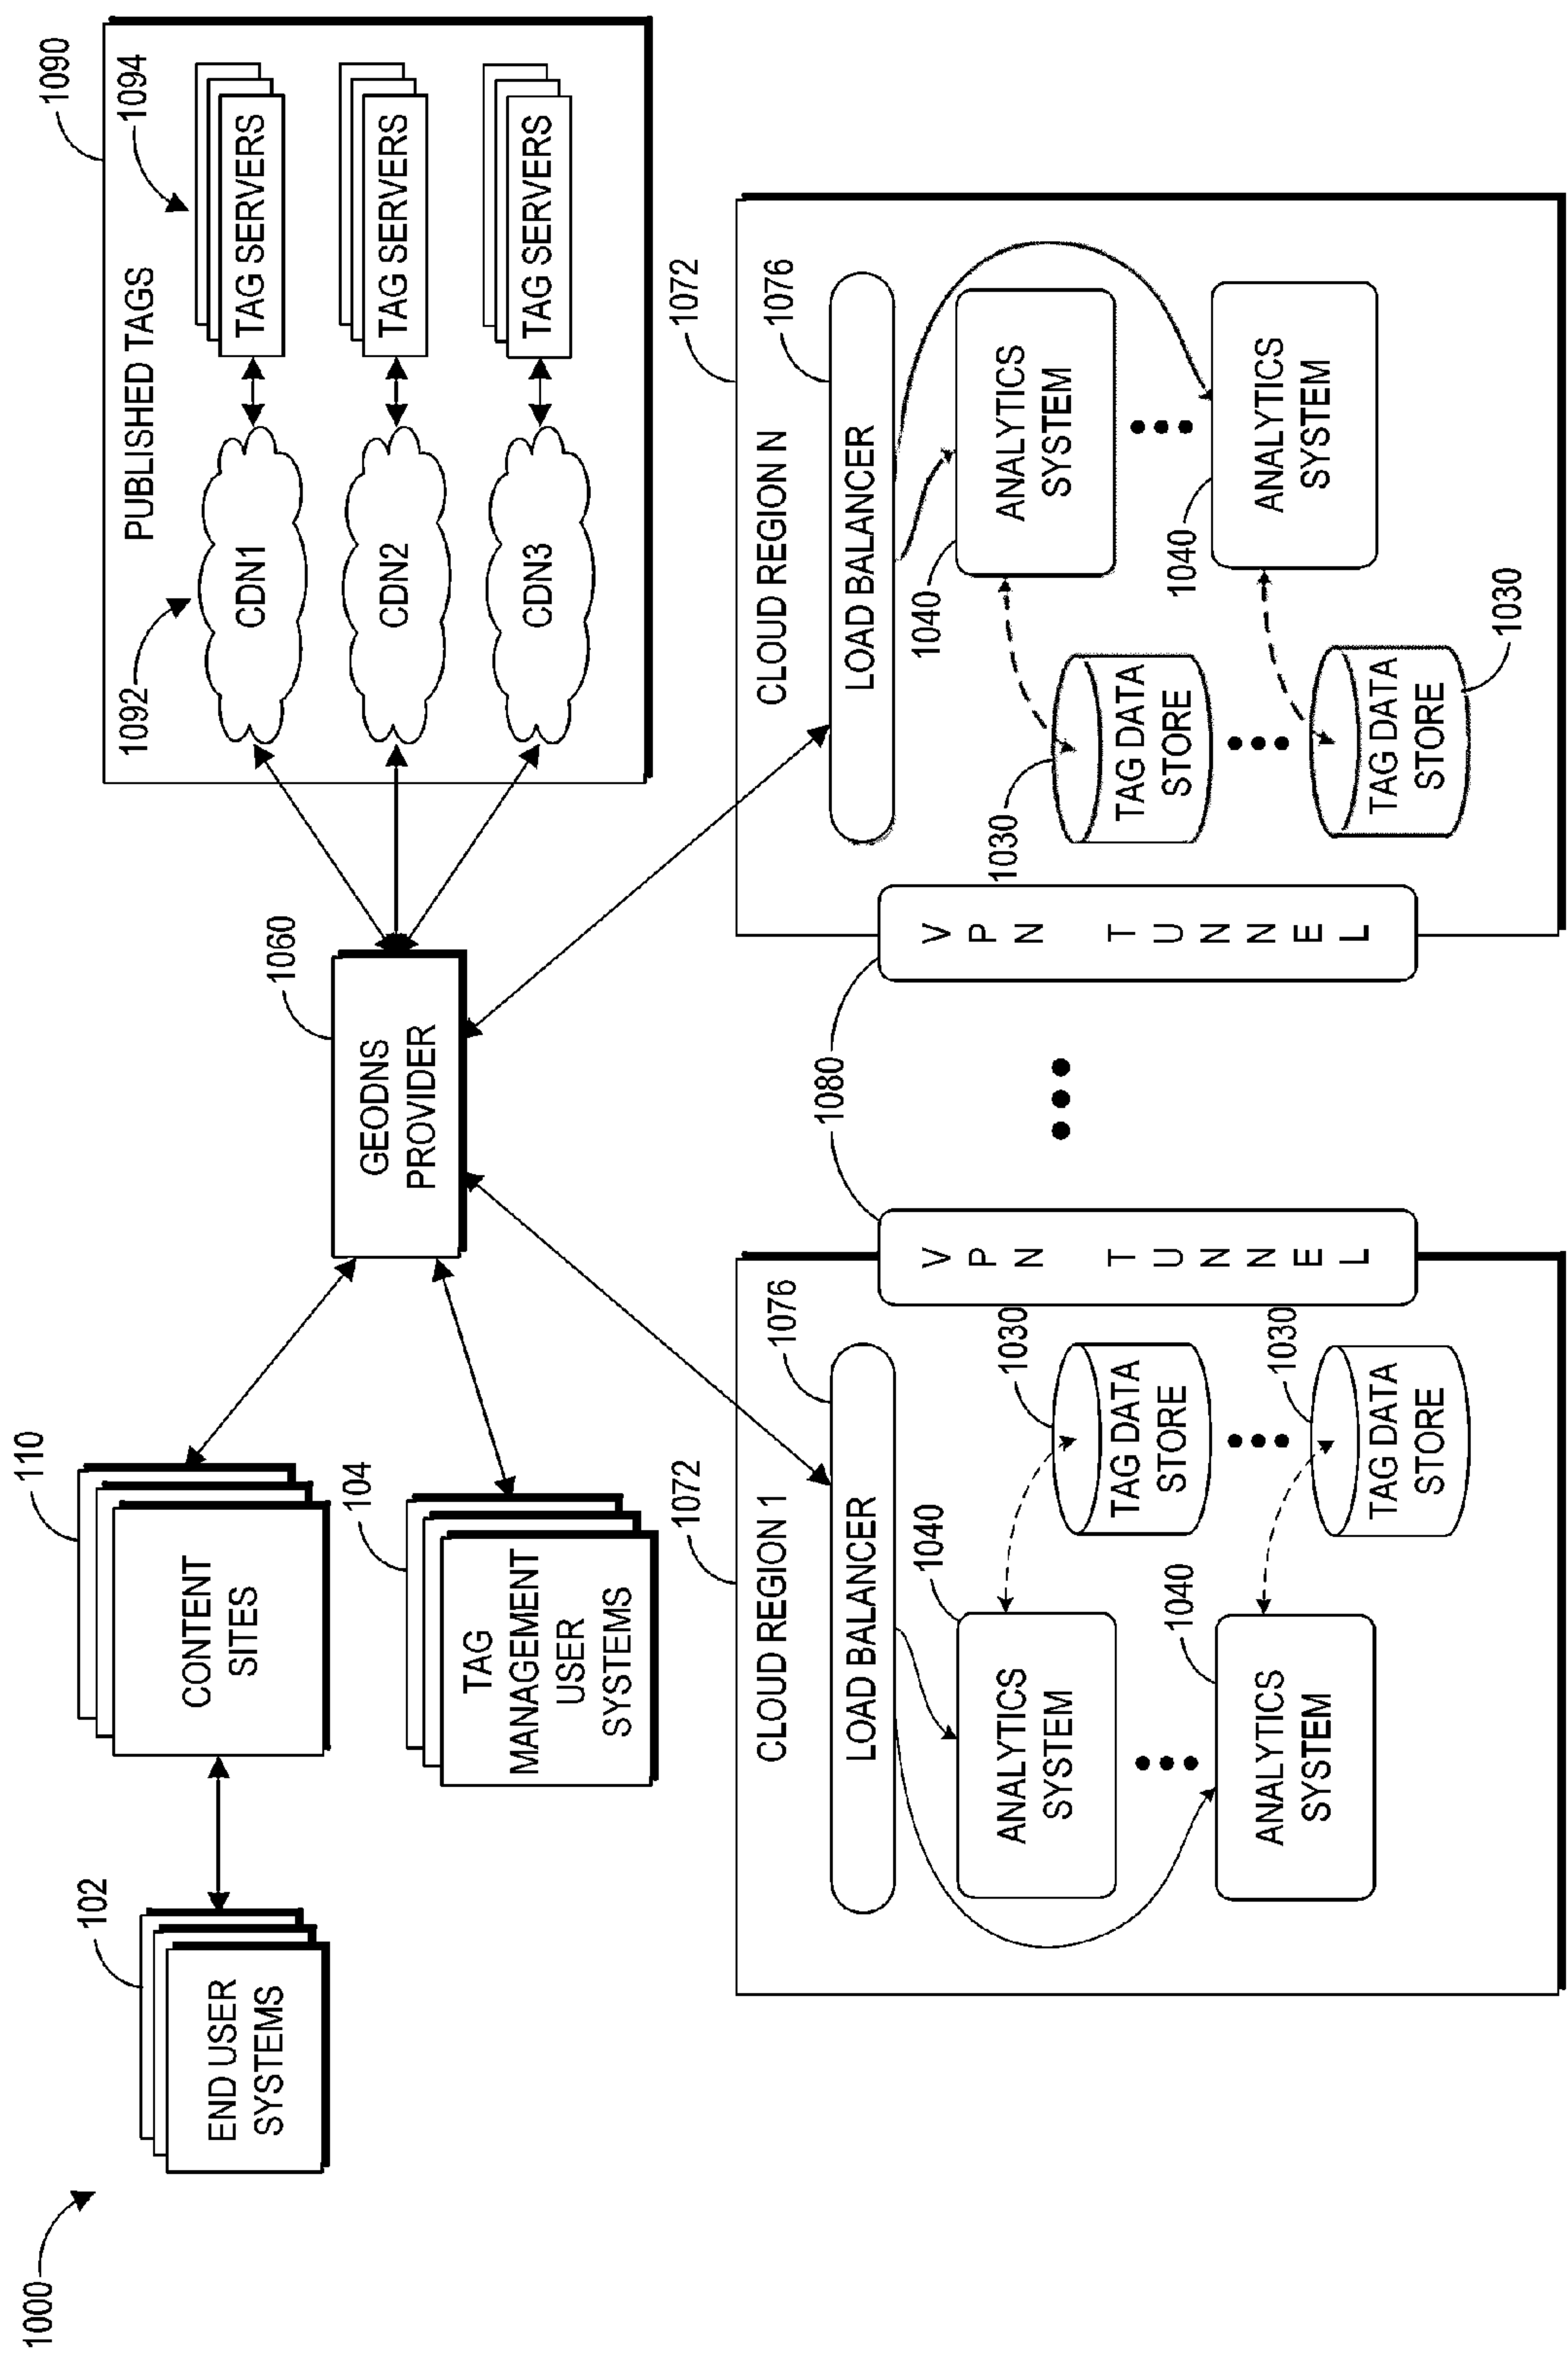 1000
102
END USER
SYSTEMS
110
CONTENT
SITES
104
TAG
MANAGEMENT
USER
SYSTEMS
1060
GEODNS
PROVIDER
1090
PUBLISHED TAGS
1092
1094
CDN1
TAG SERVERS
CDN2
TAG SERVERS
CDN3
TAG SERVERS
1072
CLOUD REGION 1
1076
LOAD BALANCER
1040
ANALYTICS
SYSTEM
1030
TAG DATA
STORE
1040
ANALYTICS
SYSTEM
1030
TAG DATA
STORE
VPN TUNNEL
1080
VPN TUNNEL
1072
CLOUD REGION N
1076
LOAD BALANCER
1030
TAG DATA
STORE
1040
ANALYTICS
SYSTEM
1030
TAG DATA
STORE
1040
ANALYTICS
SYSTEM